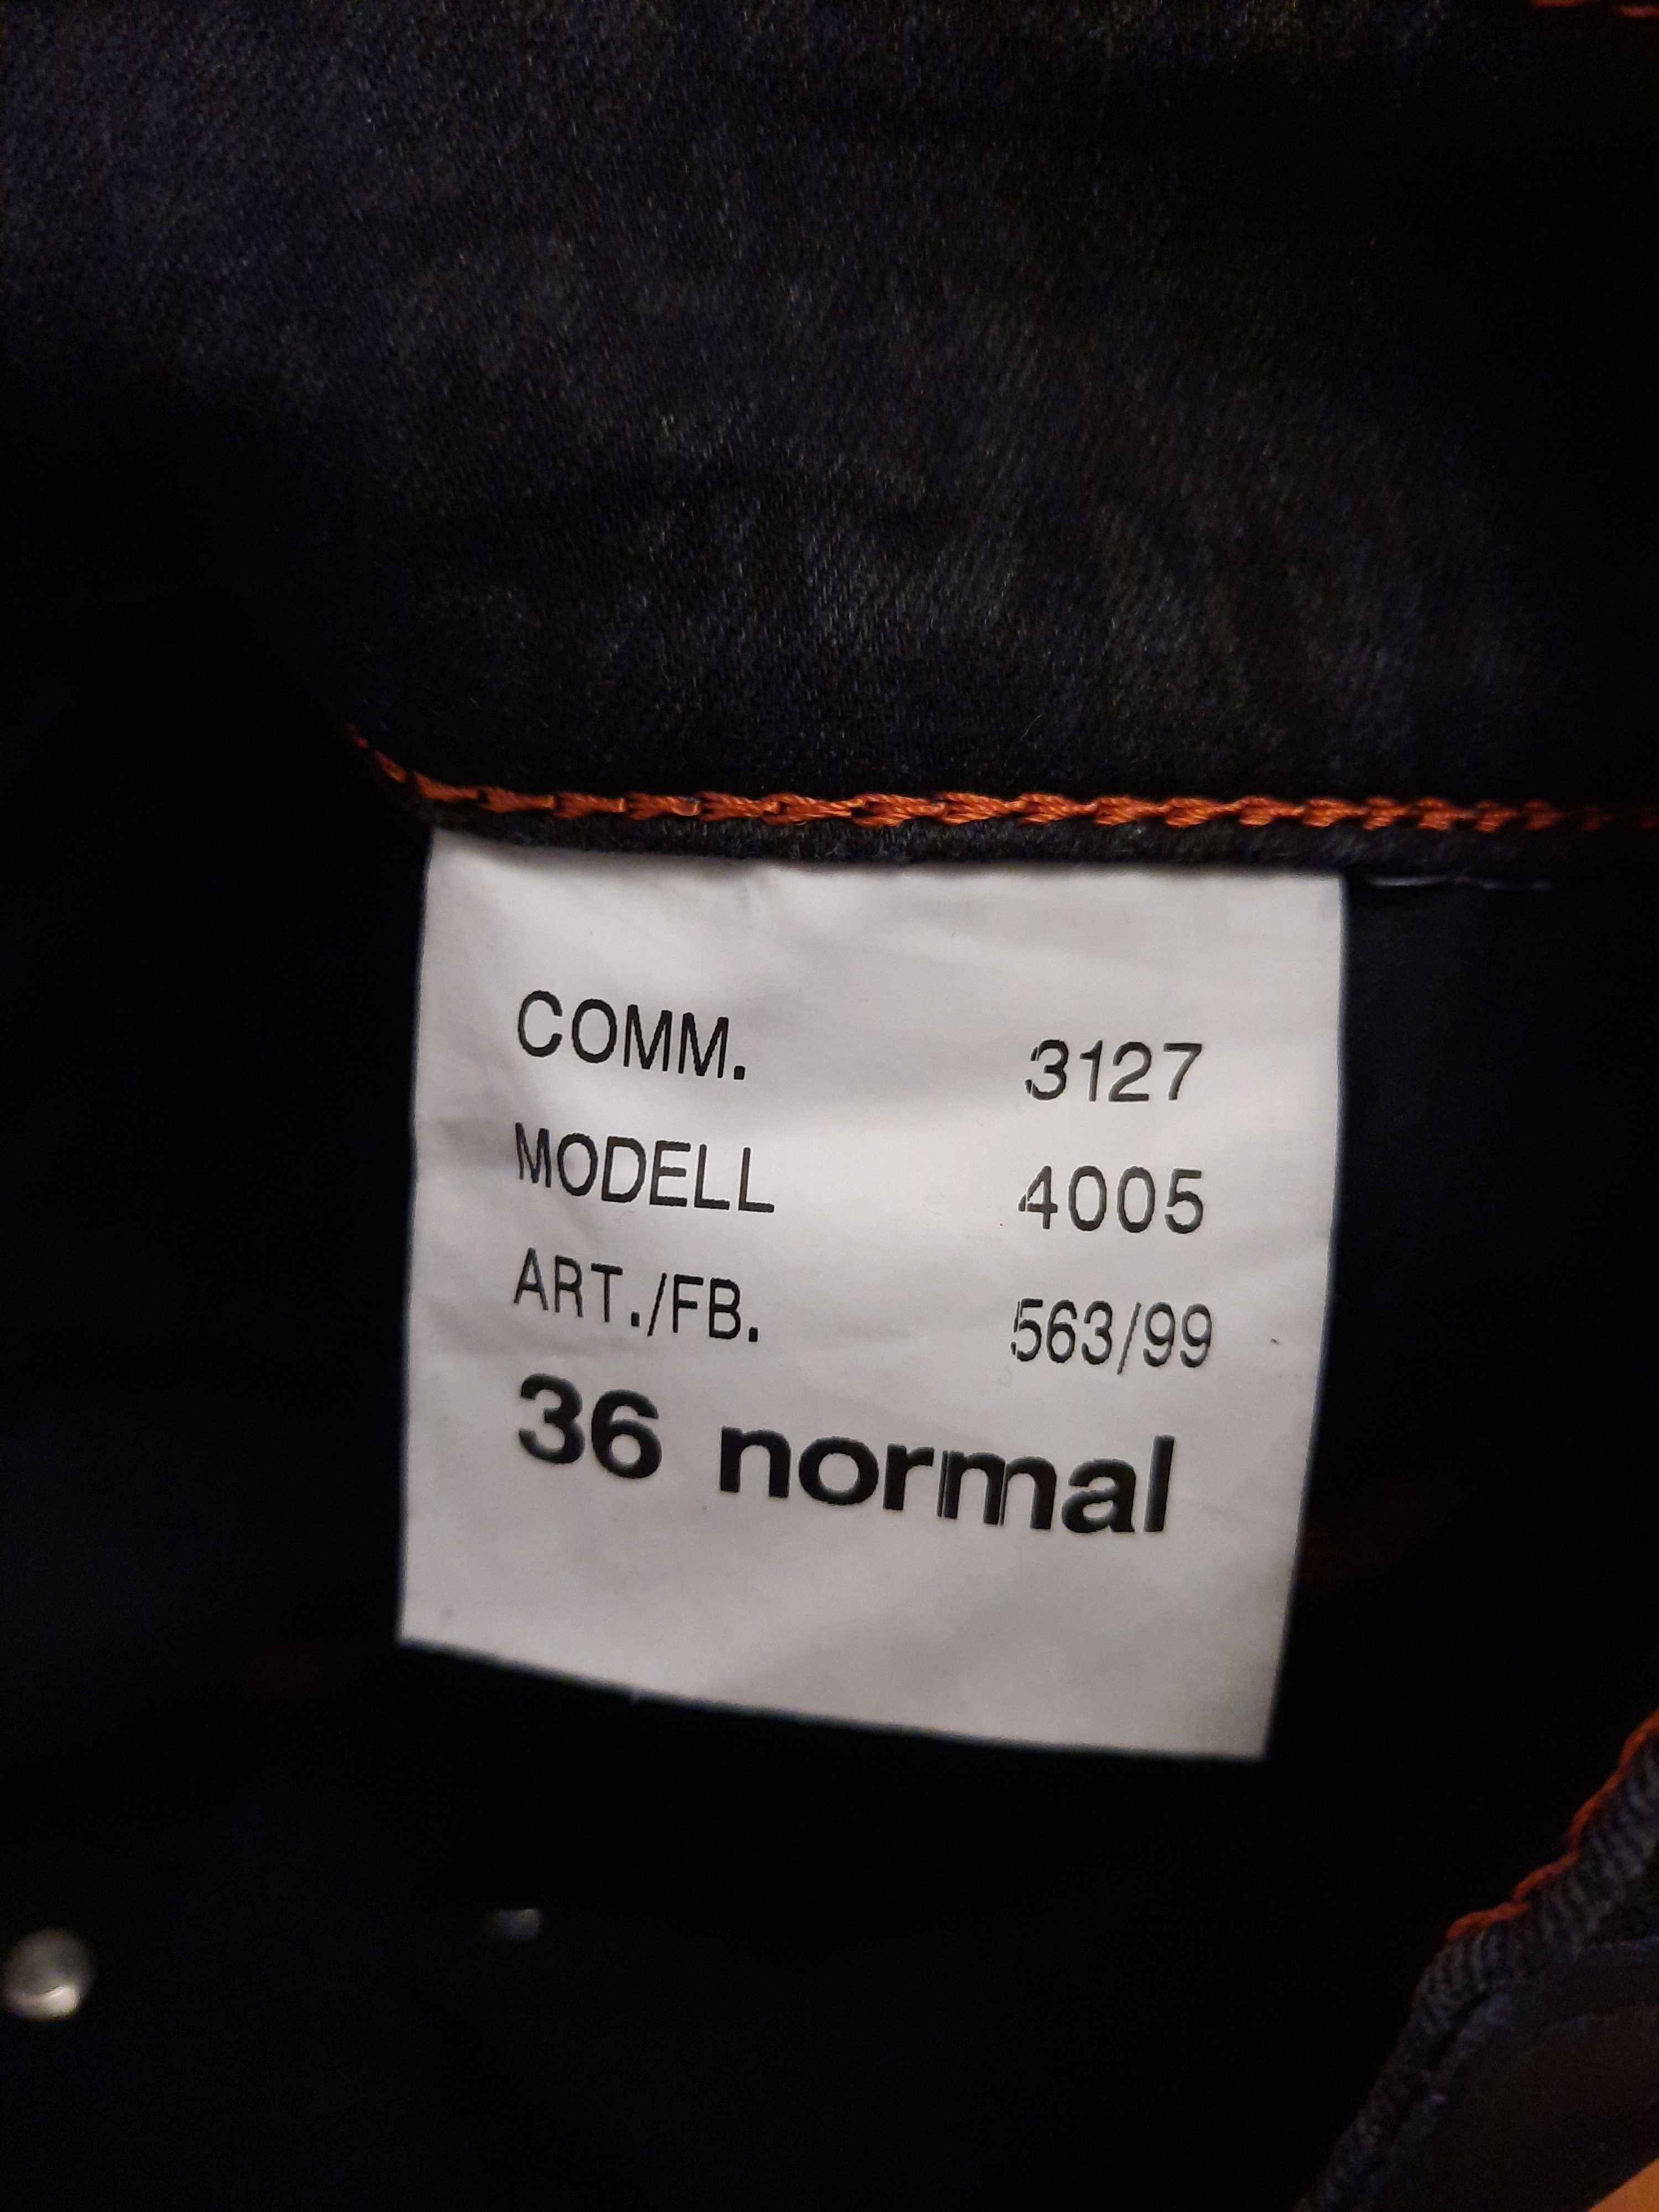 COMM. 3127
MODELL 4005
ART./FB. 563/99
36 normal